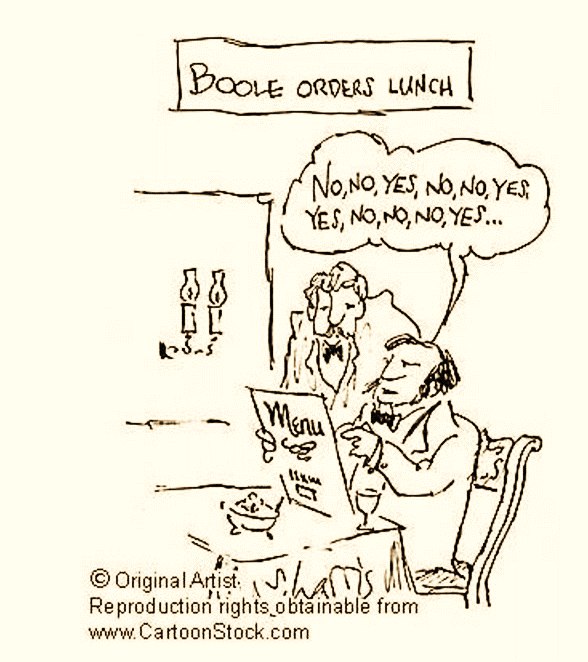 BOOLE ORDERS LUNCH
NO, NO, YES, NO, NO, YES,
YES, NO, NO, NO, YES...
MENU
© Original Artist
Reproduction rights obtainable from
www.CartoonStock.com